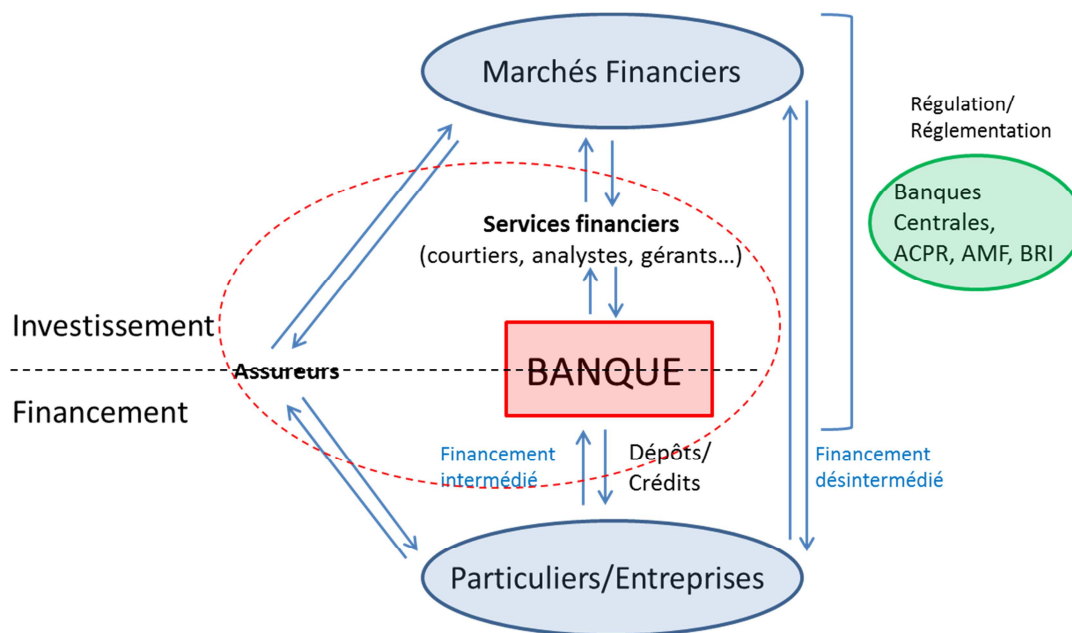 Marchés Financiers
Régulation/
Réglementation
Banques
Centrales,
ACPR, AMF, BRI
Services financiers
(courtiers, analystes, gérants...)
Investissement
Assureurs
BANQUE
Financement
Financement
intermédié
Dépôts/
Crédits
Financement
désintermédié
Particuliers/Entreprises